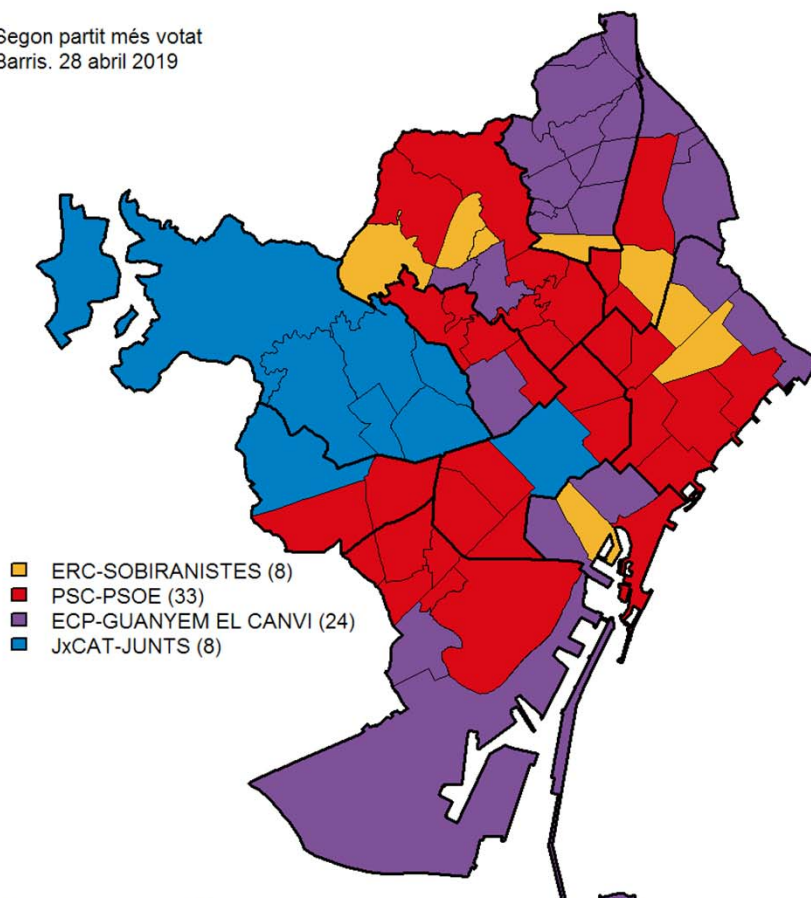 Segon partit més votat
Barris. 28 abril 2019
ERC-SOBIRANISTES (8)
PSC-PSOE (33)
ECP-GUANYEM EL CANVI (24)
JxCAT-JUNTS (8)